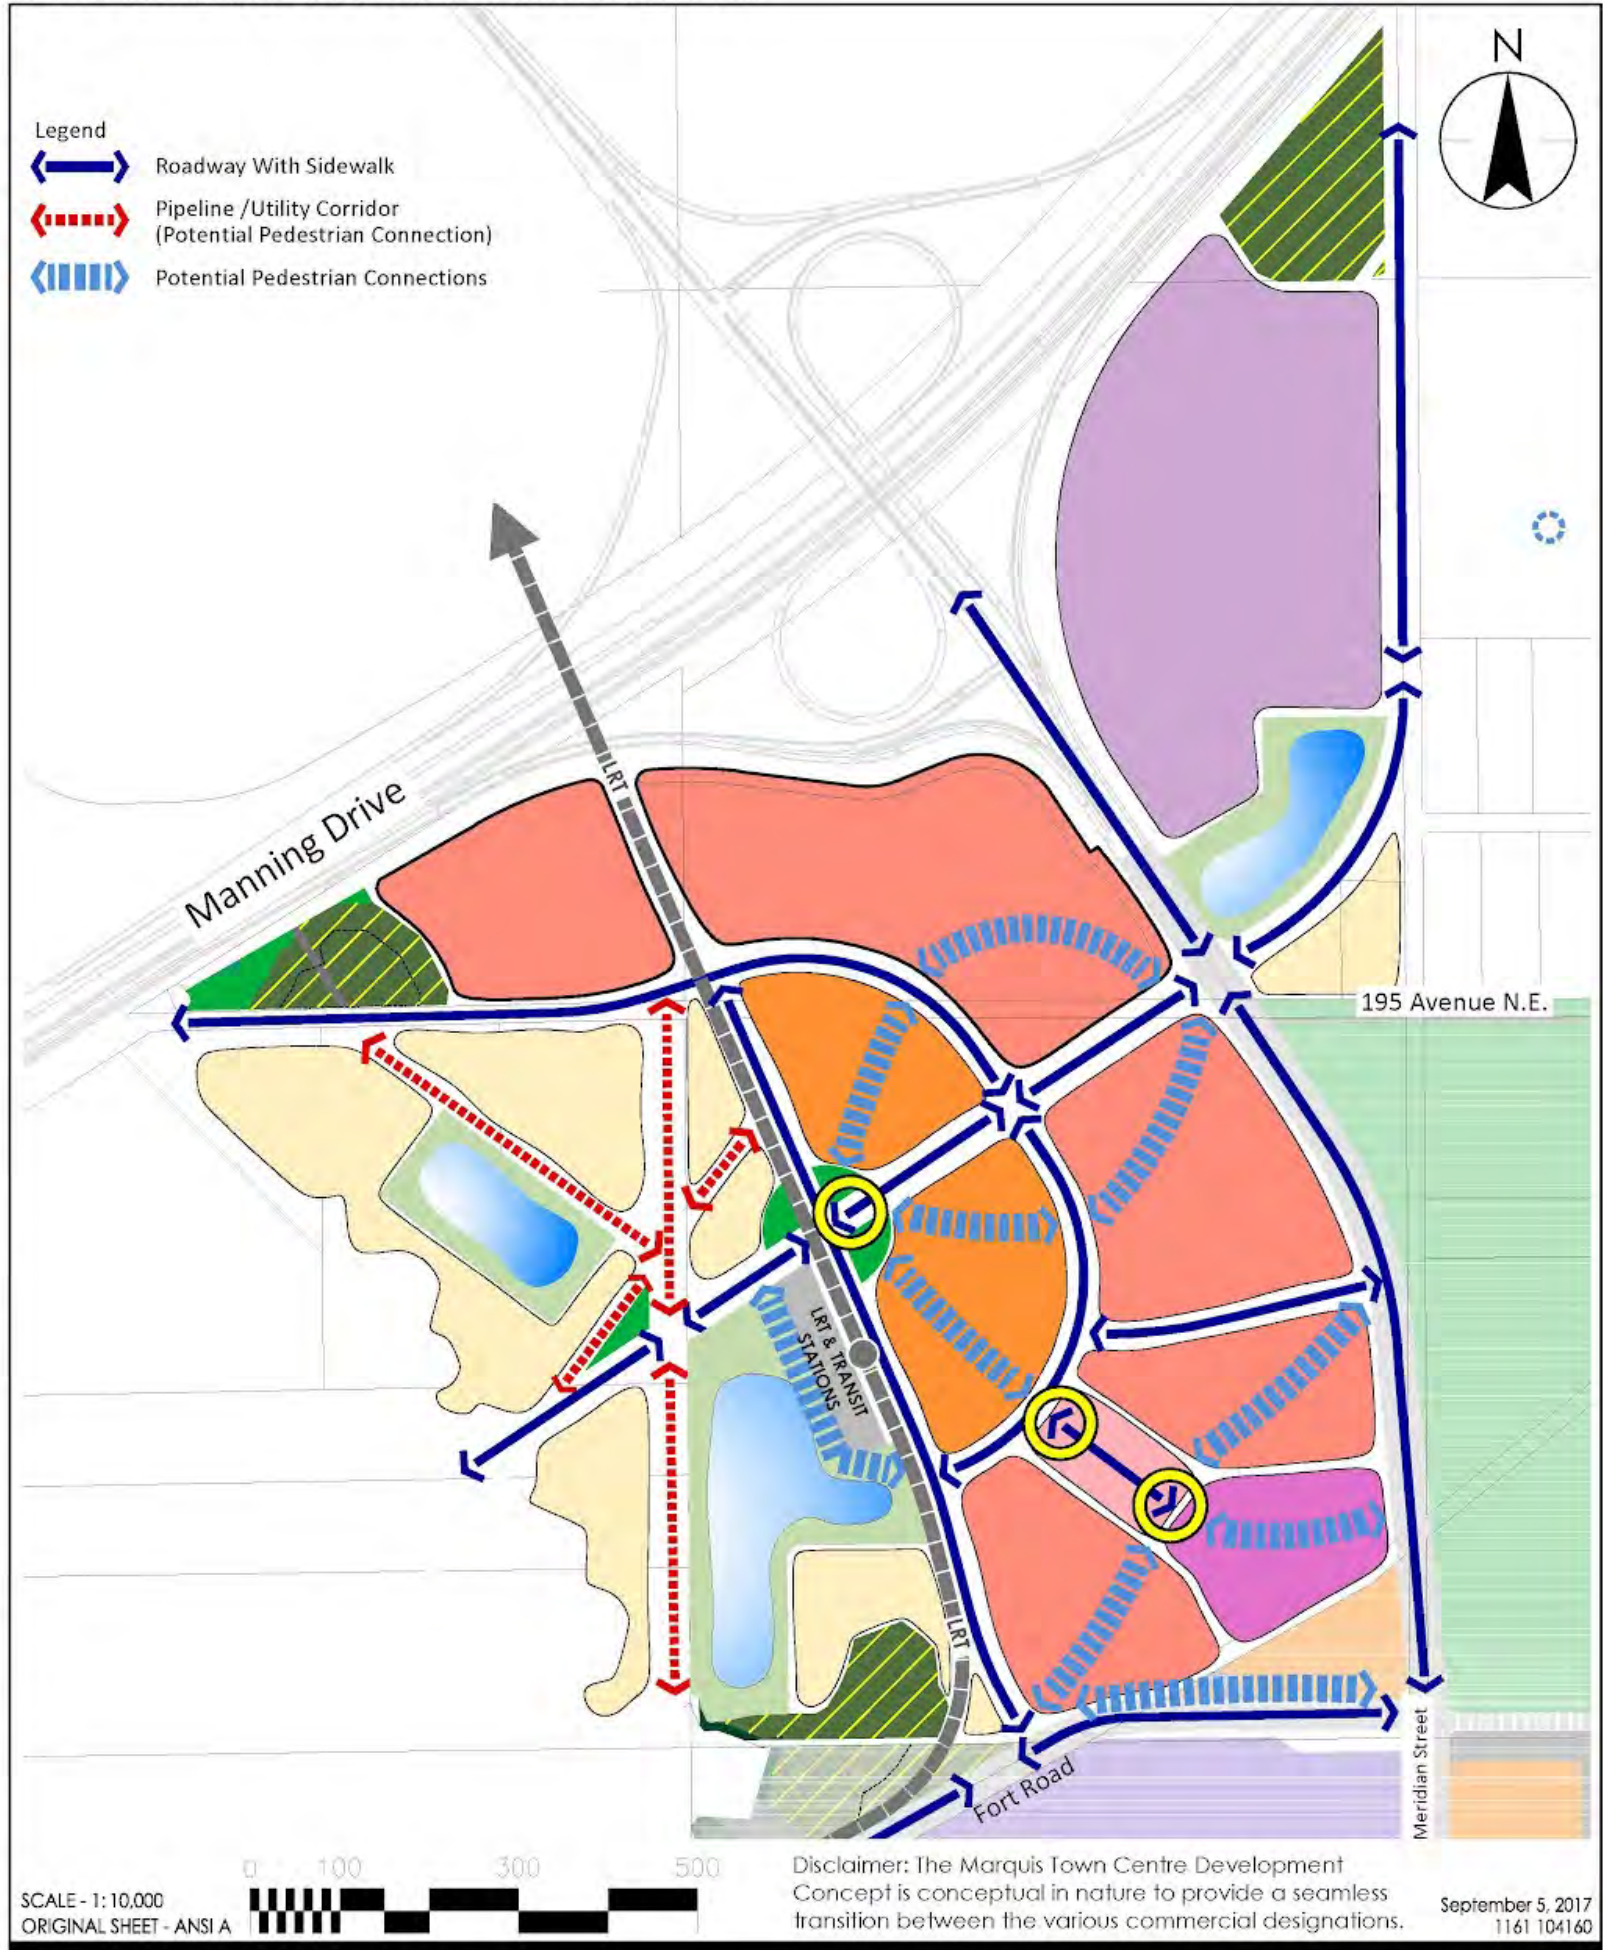 N
Legend
Roadway With Sidewalk
Pipeline /Utility Corridor
(Potential Pedestrian Connection)
Potential Pedestrian Connections
LRT
Manning Drive
195 Avenue N.E.
LRT & TRANSIT
STATIONS
LRT
Meridian Street
Fort Road
0 100 300 500
SCALE - 1:10,000
ORIGINAL SHEET - ANSI A
Disclaimer: The Marquis Town Centre Development
Concept is conceptual in nature to provide a seamless
transition between the various commercial designations.
September 5, 2017
1161 104160